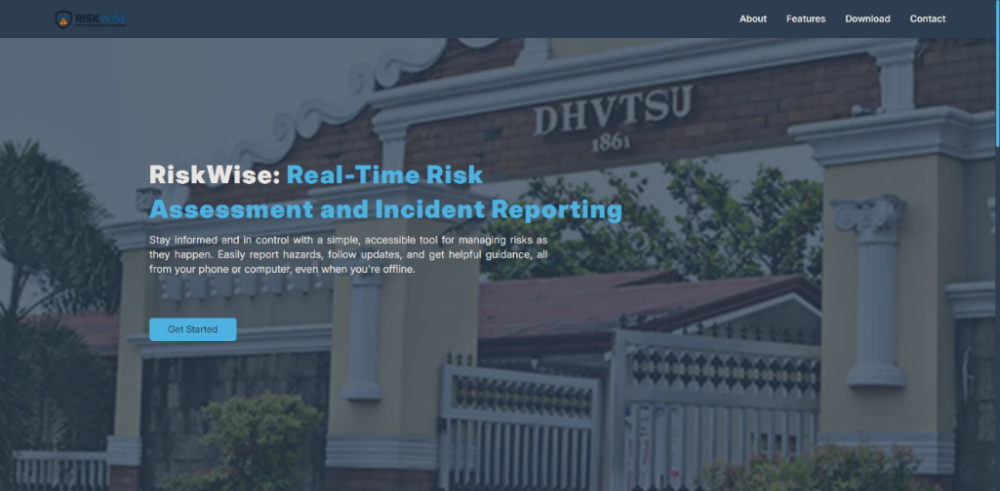 RISKWISE
About
Features
Download
Contact
DHVTSU
1861
RiskWise: Real-Time Risk
Assessment and Incident Reporting
Stay informed and in control with a simple, accessible tool for managing risks as
they happen. Easily report hazards, follow updates, and get helpful guidance, all
from your phone or computer, even when you're offline.
Get Started